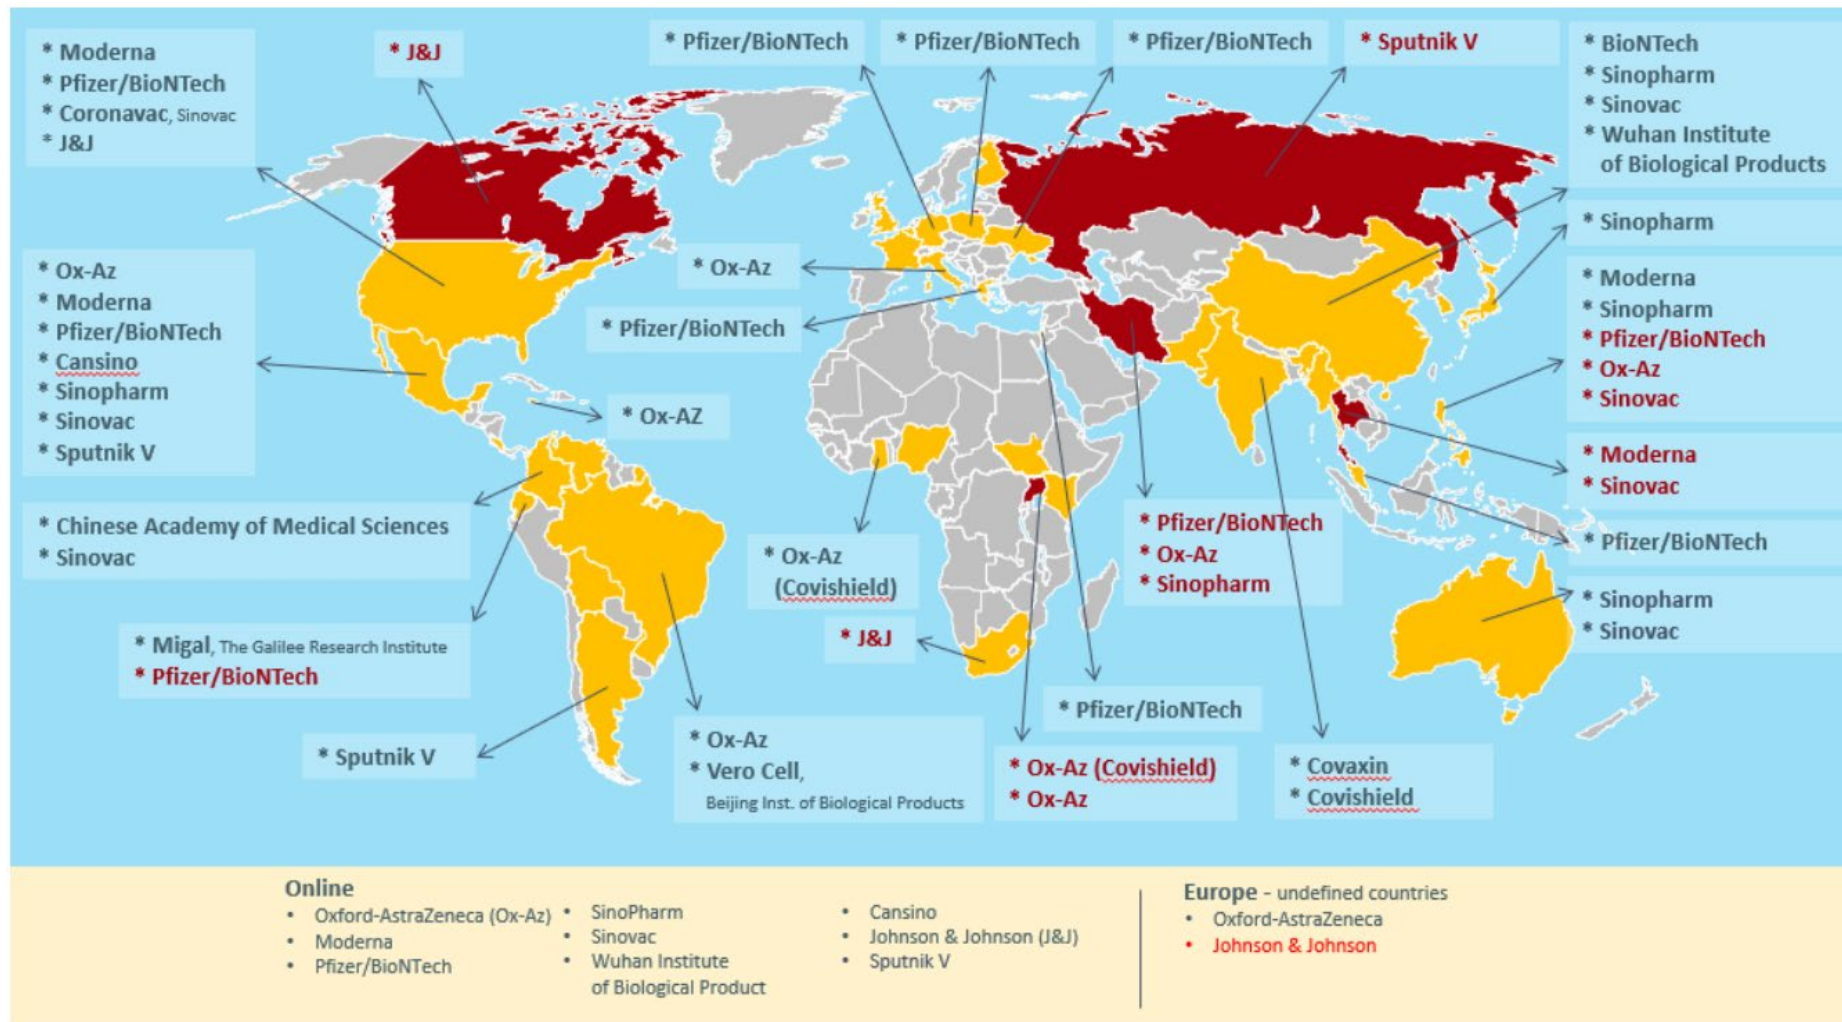 * Moderna
* Pfizer/BioNTech
* Coronavac, Sinovac
* J&J
* J&J
* Pfizer/BioNTech
* Pfizer/BioNTech
* Pfizer/BioNTech
* Sputnik V
* BioNTech
* Sinopharm
* Sinovac
* Wuhan Institute
of Biological Products
* Sinopharm
* Ox-Az
* Moderna
* Pfizer/BioNTech
* Cansino
* Sinopharm
* Sinovac
* Sputnik V
* Ox-Az
* Pfizer/BioNTech
* Ox-AZ
* Moderna
* Sinopharm
* Pfizer/BioNTech
* Ox-Az
* Sinovac
* Moderna
* Sinovac
* Chinese Academy of Medical Sciences
* Sinovac
* Ox-Az
(Covishield)
* Pfizer/BioNTech
* Ox-Az
* Sinopharm
* Pfizer/BioNTech
* Sinopharm
* Sinovac
* Migal, The Galilee Research Institute
* Pfizer/BioNTech
* J&J
* Pfizer/BioNTech
* Sputnik V
* Ox-Az
* Vero Cell,
Beijing Inst. of Biological Products
* Ox-Az (Covishield)
* Ox-Az
* Covaxin
* Covishield
Online
• Oxford-AstraZeneca (Ox-Az)
• Moderna
• Pfizer/BioNTech
• SinoPharm
• Sinovac
• Wuhan Institute
of Biological Product
• Cansino
• Johnson & Johnson (J&J)
• Sputnik V
Europe - undefined countries
• Oxford-AstraZeneca
• Johnson & Johnson